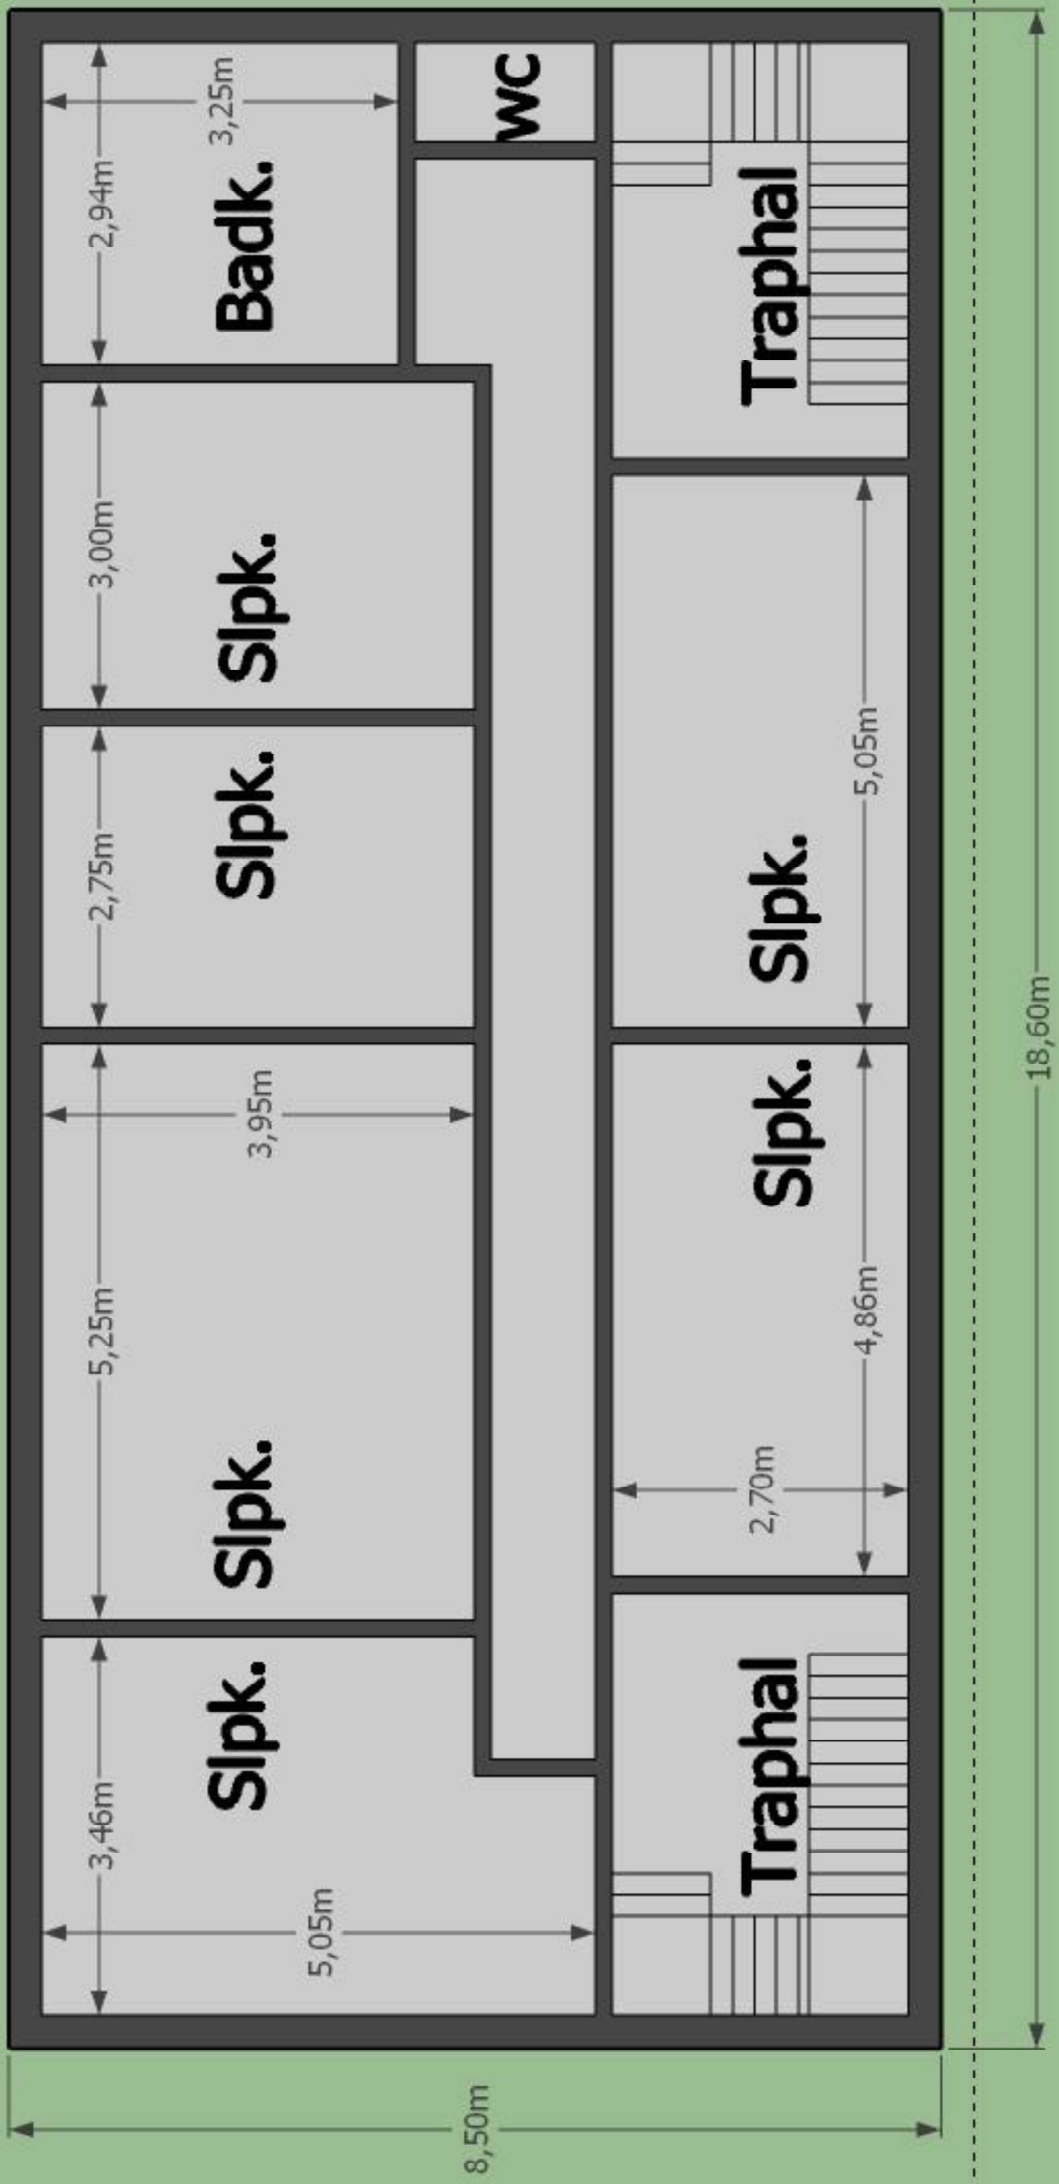 3,46m
5,25m
2,75m
3,00m
2,94m
3,25m
Slpk.
Slpk.
3,95m
Slpk.
Slpk.
Badk.
5,05m
8,50m
WC
Traphal
2,70m
Slpk.
Slpk.
Traphal
4,86m
5,05m
18,60m